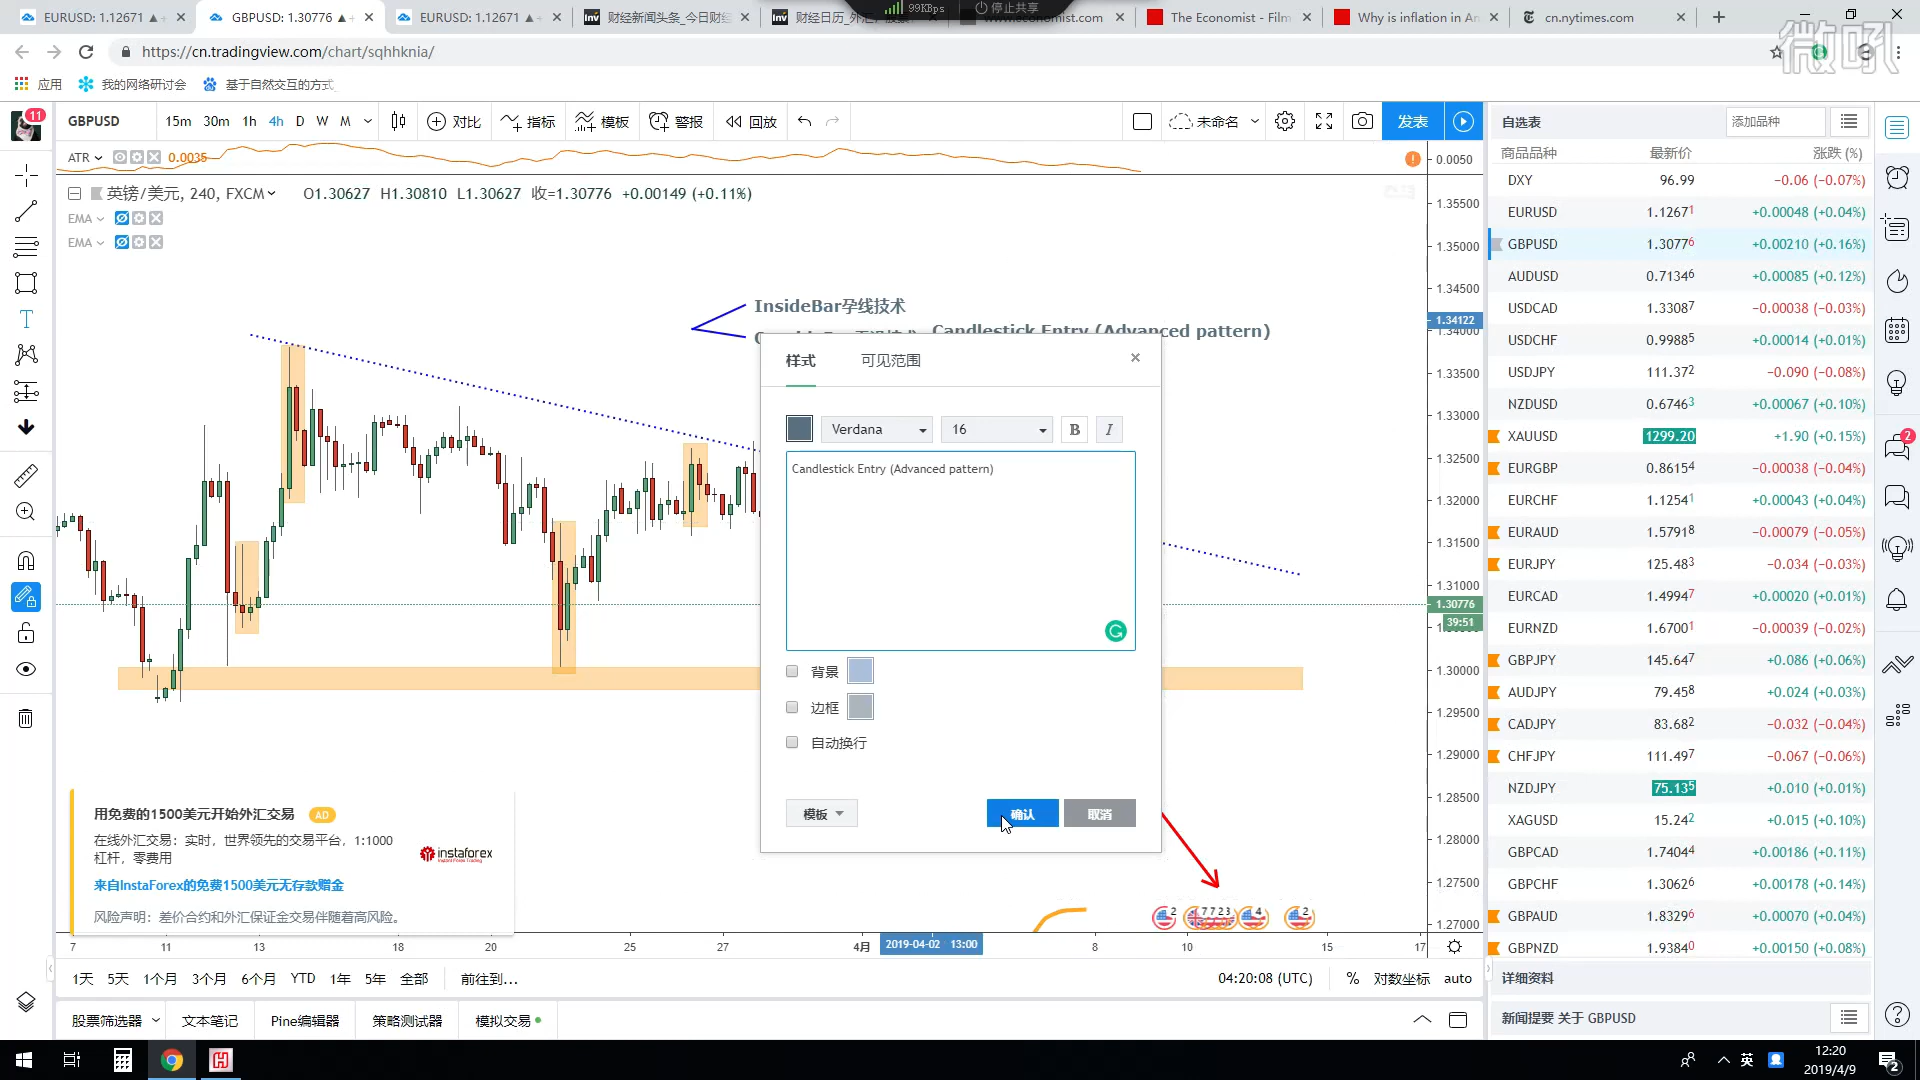 EURUSD: 1.12671 ▲ +
GBPUSD: 1.30776 ▲ +
EURUSD: 1.12671 ▲ +
财经新闻头条_今日财经
99KBps
停止共享
www.economist.com
The Economist - Film
Why is inflation in Ar
cn.nytimes.com
https://cn.tradingview.com/chart/sqhhknia/
微吼
应用
我的网络研讨会
基于自然交互的方式
11
GBPUSD
15m 30m 1h 4h D W M
对比
指标
模板
警报
回放
未命名
发表
自选表
添加品种
ATR
0.0035
0.0050
商品品种 最新价 涨跌 (%)
英镑/美元, 240, FXCM
O1.30627 H1.30810 L1.30627 收=1.30776 +0.00149 (+0.11%)
EMA
EMA
InsideBar孕线技术
Candlestick Entry (Advanced pattern)
样式
可见范围
Verdana
16
B
I
Candlestick Entry (Advanced pattern)
背景
边框
自动换行
模板
确认
取消
1.35500
1.35000
1.34500
1.34122
1.34000
1.33500
1.33000
1.32500
1.32000
1.31500
1.31000
1.30776
39:51
1.30000
1.29500
1.29000
1.28500
1.28000
1.27500
1.27000
DXY 96.99 −0.06 (−0.07%)
EURUSD 1.12671 +0.00048 (+0.04%)
GBPUSD 1.30776 +0.00210 (+0.16%)
AUDUSD 0.71346 +0.00085 (+0.12%)
USDCAD 1.33087 −0.00038 (−0.03%)
USDCHF 0.99885 +0.00014 (+0.01%)
USDJPY 111.372 −0.090 (−0.08%)
NZDUSD 0.67463 +0.00067 (+0.10%)
XAUUSD 1299.20 +1.90 (+0.15%)
EURGBP 0.86154 −0.00038 (−0.04%)
EURCHF 1.12541 +0.00043 (+0.04%)
EURAUD 1.57918 −0.00079 (−0.05%)
EURJPY 125.483 −0.034 (−0.03%)
EURCAD 1.49947 +0.00020 (+0.01%)
EURNZD 1.67001 −0.00039 (−0.02%)
GBPJPY 145.647 +0.086 (+0.06%)
AUDJPY 79.458 +0.024 (+0.03%)
CADJPY 83.682 −0.032 (−0.04%)
CHFJPY 111.497 −0.067 (−0.06%)
NZDJPY 75.135 +0.010 (+0.01%)
XAGUSD 15.242 +0.015 (+0.10%)
GBPCAD 1.74044 +0.00186 (+0.11%)
GBPCHF 1.30626 +0.00178 (+0.14%)
GBPAUD 1.83296 +0.00070 (+0.04%)
GBPNZD 1.93840 +0.00150 (+0.08%)
2
用免费的1500美元开始外汇交易 AD
在线外汇交易：实时，世界领先的交易平台，1:1000
杠杆，零费用
instaforex
Instant Forex Trading
来自InstaForex的免费1500美元无存款赠金
风险声明：差价合约和外汇保证金交易伴随着高风险。
2 7 7 2 3 4 2
7 11 13 18 20 25 27 4月 2019-04-02 13:00 8 10 15 17
1天 5天 1个月 3个月 6个月 YTD 1年 5年 全部 前往到...
04:20:08 (UTC) % 对数坐标 auto
详细资料
股票筛选器 文本笔记 Pine编辑器 策略测试器 模拟交易
新闻提要 关于 GBPUSD
英
12:20
2019/4/9
2